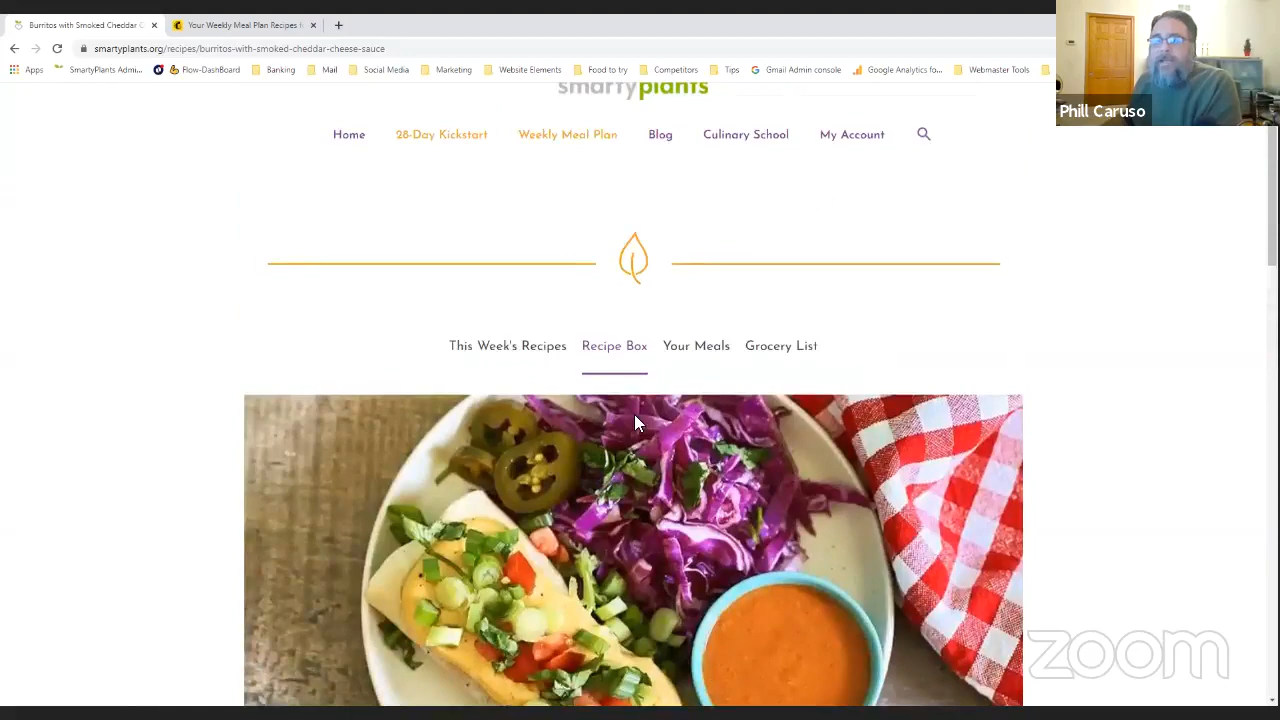 Burritos with Smoked Cheddar C
Your Weekly Meal Plan Recipes f
smartyplants.org/recipes/burritos-with-smoked-cheddar-cheese-sauce
Apps SmartyPlants Adm... Flow-DashBoard Banking Mail Social Media Marketing Website Elements Food to try Competitors Tips Gmail Admin console Google Analytics fo... Webmaster Tools
Phill Caruso
smartyplants
Home 28-Day Kickstart Weekly Meal Plan Blog Culinary School My Account
This Week's Recipes Recipe Box Your Meals Grocery List
zoom